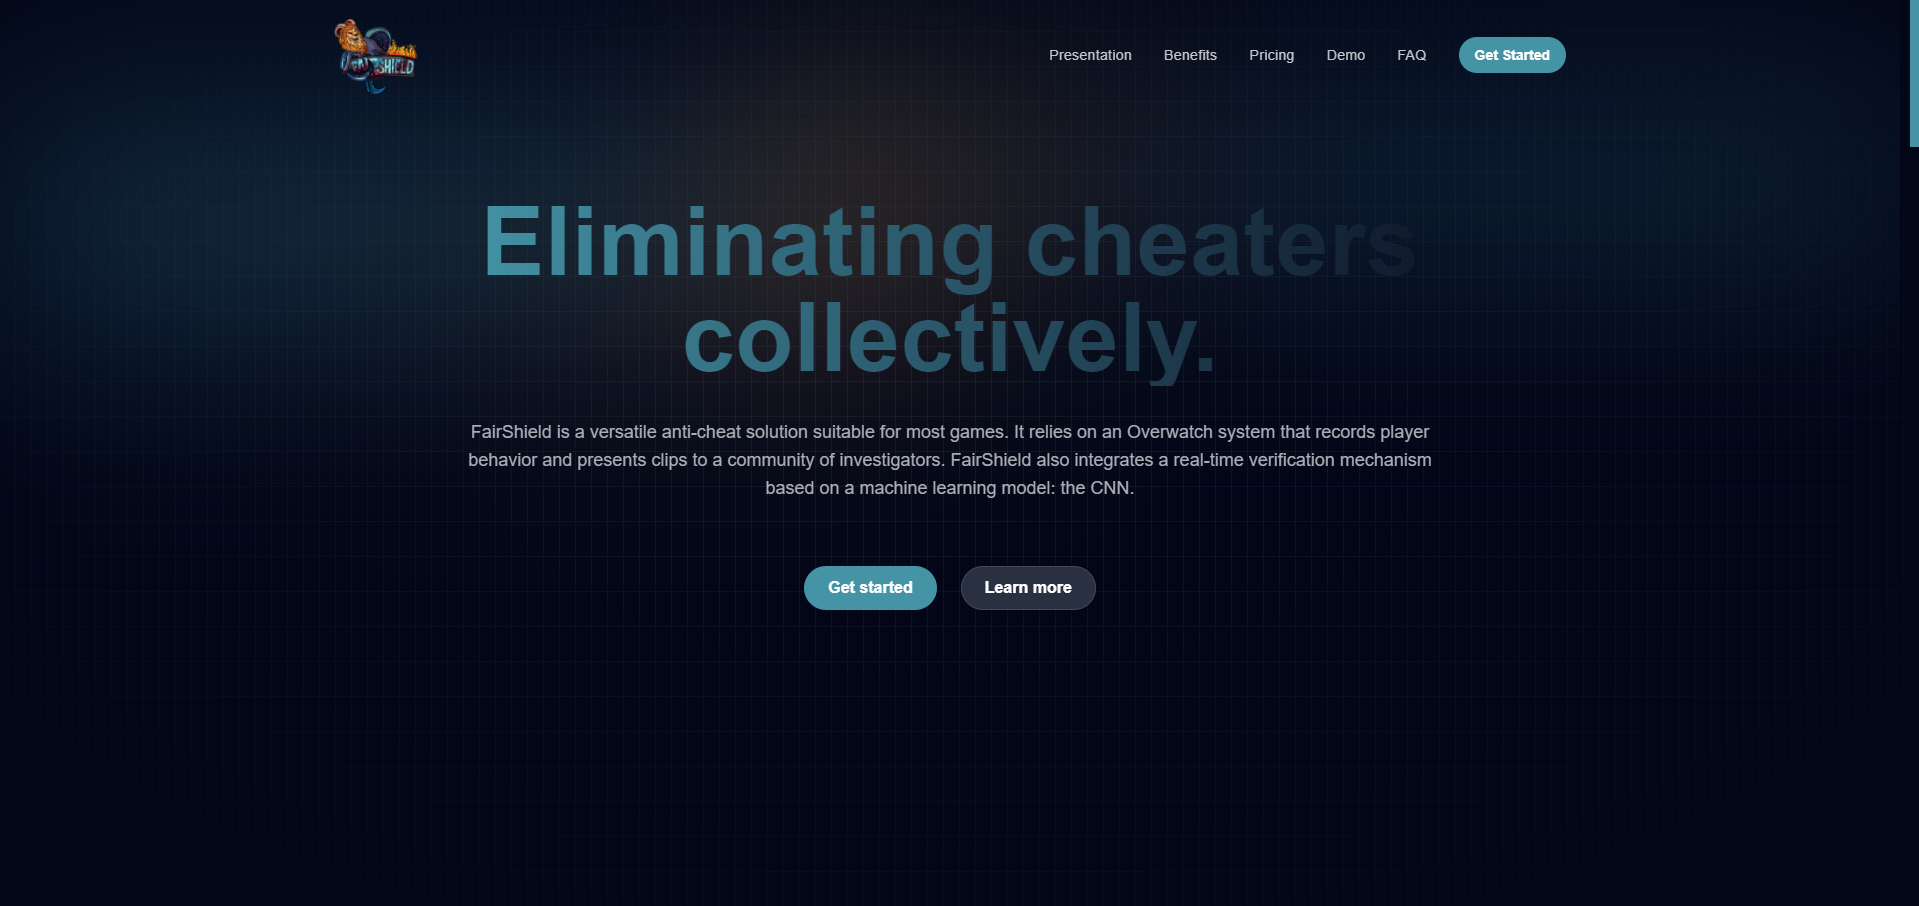 Presentation
Benefits
Pricing
Demo
FAQ
Get Started
Eliminating cheaters
collectively.
FairShield is a versatile anti-cheat solution suitable for most games. It relies on an Overwatch system that records player
behavior and presents clips to a community of investigators. FairShield also integrates a real-time verification mechanism
based on a machine learning model: the CNN.
Get started
Learn more